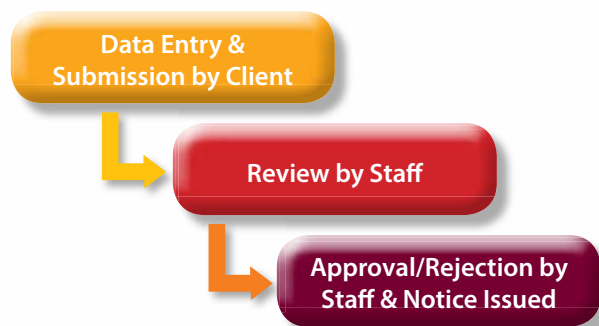 Data Entry &
Submission by Client
Review by Staff
Approval/Rejection by
Staff & Notice Issued